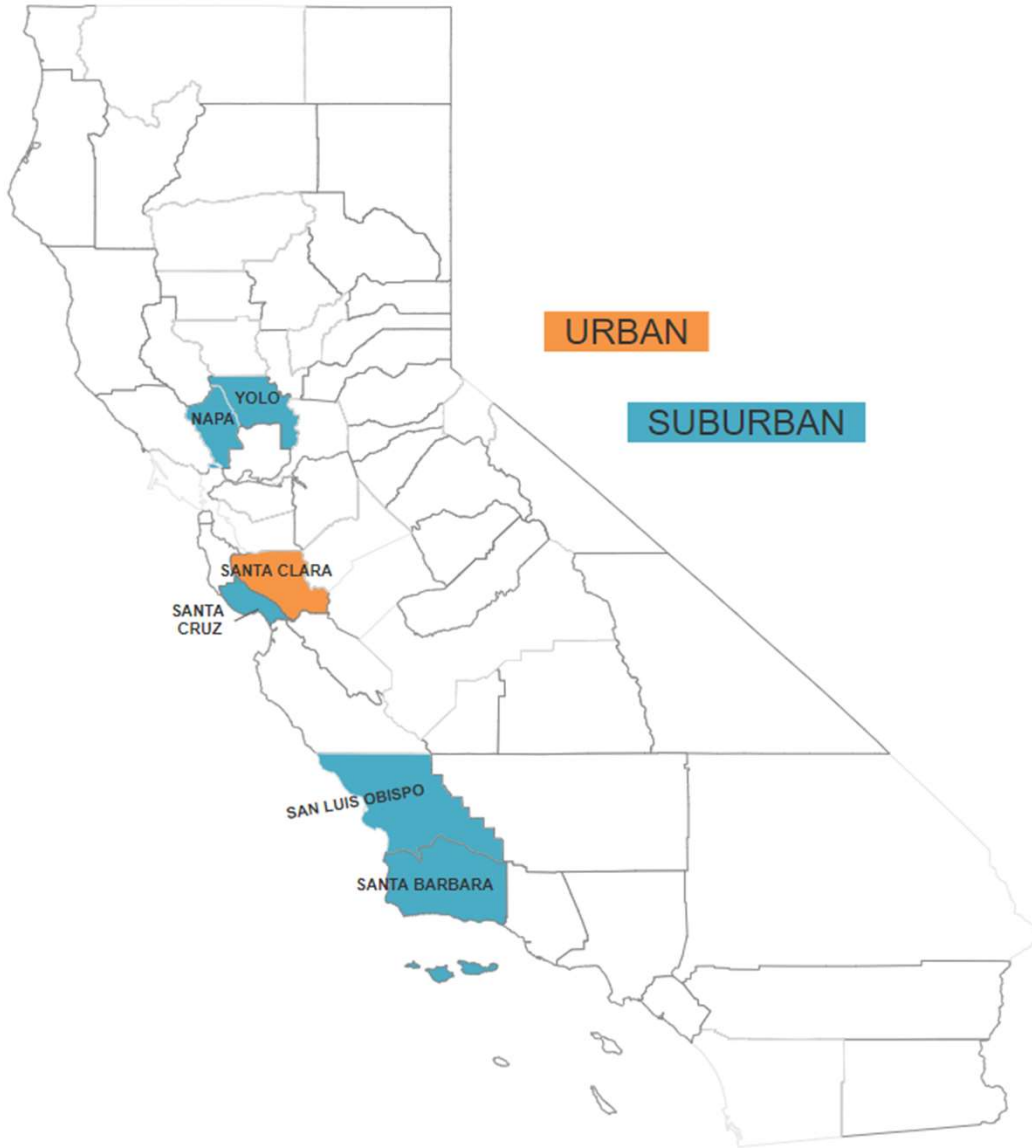 URBAN
SUBURBAN
YOLO
NAPA
SANTA CLARA
SANTA
CRUZ
SAN LUIS OBISPO
SANTA BARBARA